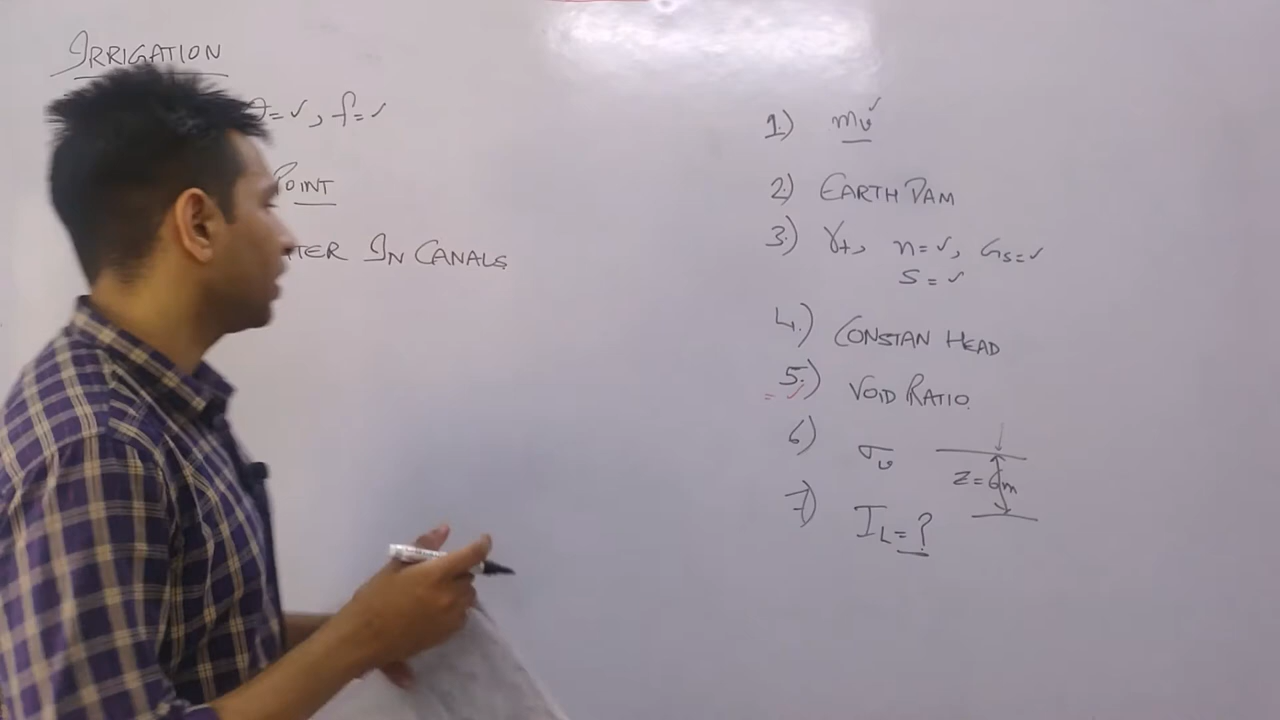 IRRIGATION
=✓, f=✓
POINT
TER IN CANALS
1.) mv✓
2) EARTH DAM
3.) γt, n=✓, Gs=✓
S=✓
4.) CONSTAN HEAD
5.) VOID RATIO.
6) σv z=6m
7) IL=?